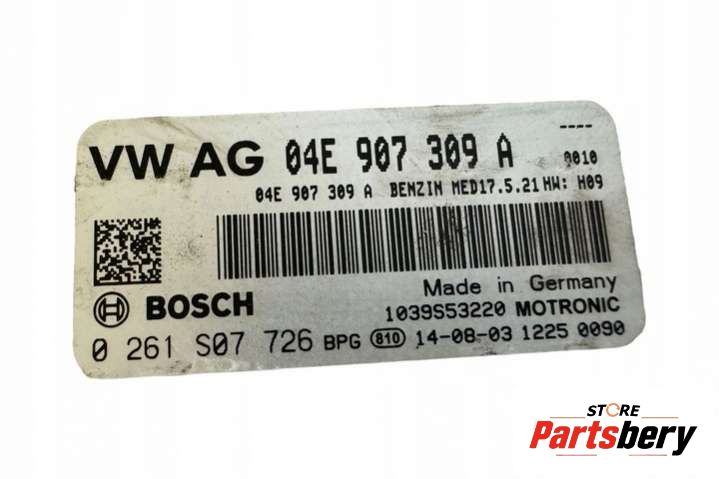 VW AG 04E 907 309 A ----
0010
04E 907 309 A BENZIN MED17.5.21 HW: H09
Made in Germany
BOSCH 1039S53220 MOTRONIC
0 261 S07 726 BPG 810 14-08-03 1225 0090
STORE
Partsbery